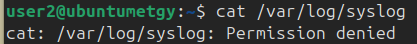 user2@ubuntumetgy:~$ cat /var/log/syslog
cat: /var/log/syslog: Permission denied